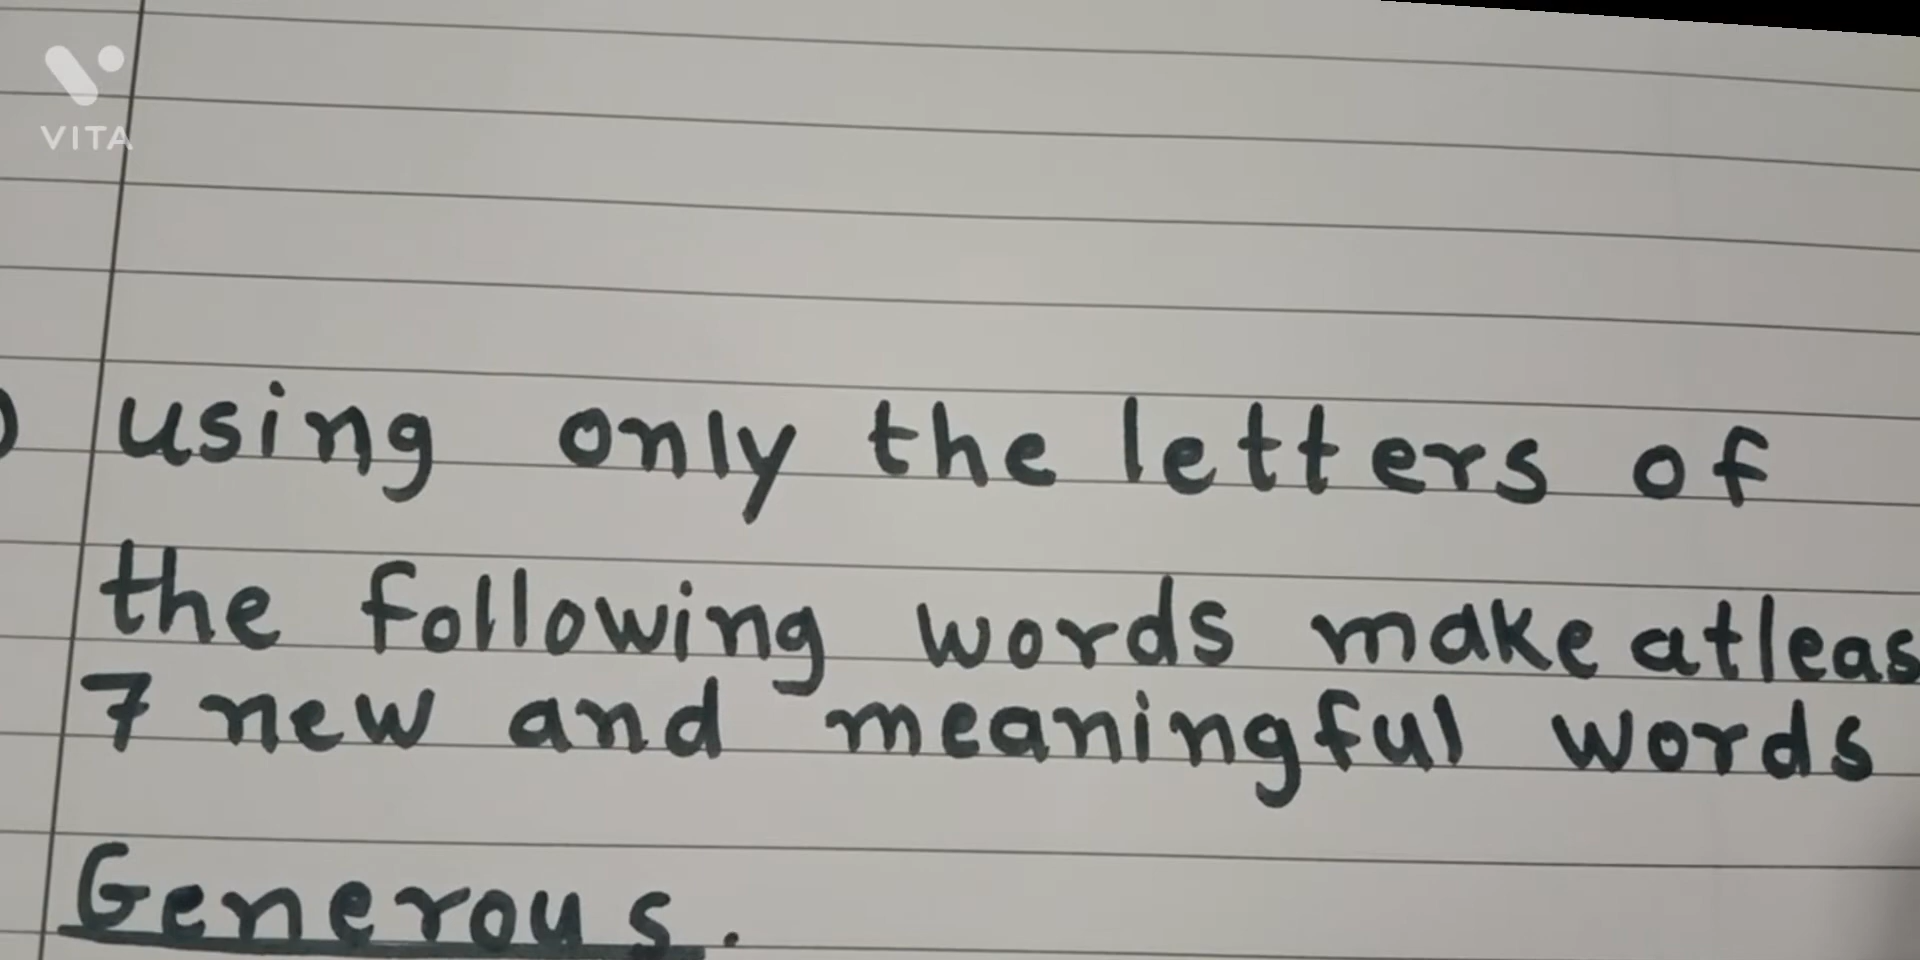 VITA
) using only the letters of
the following words make atleas
7 new and meaningful words
Generous.